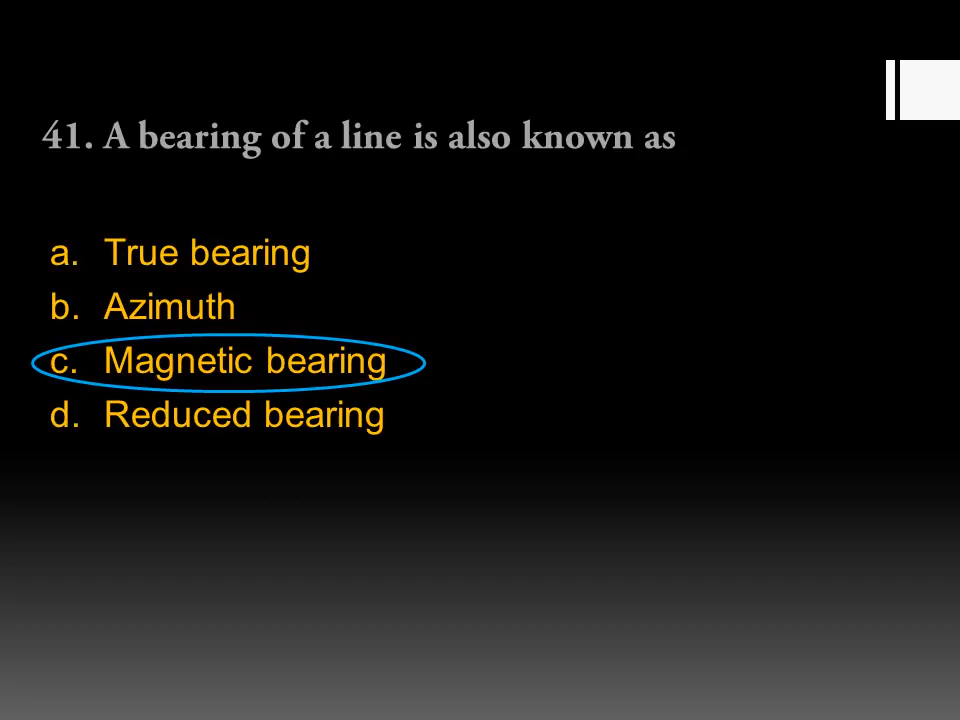 41. A bearing of a line is also known as
a. True bearing
b. Azimuth
c. Magnetic bearing
d. Reduced bearing